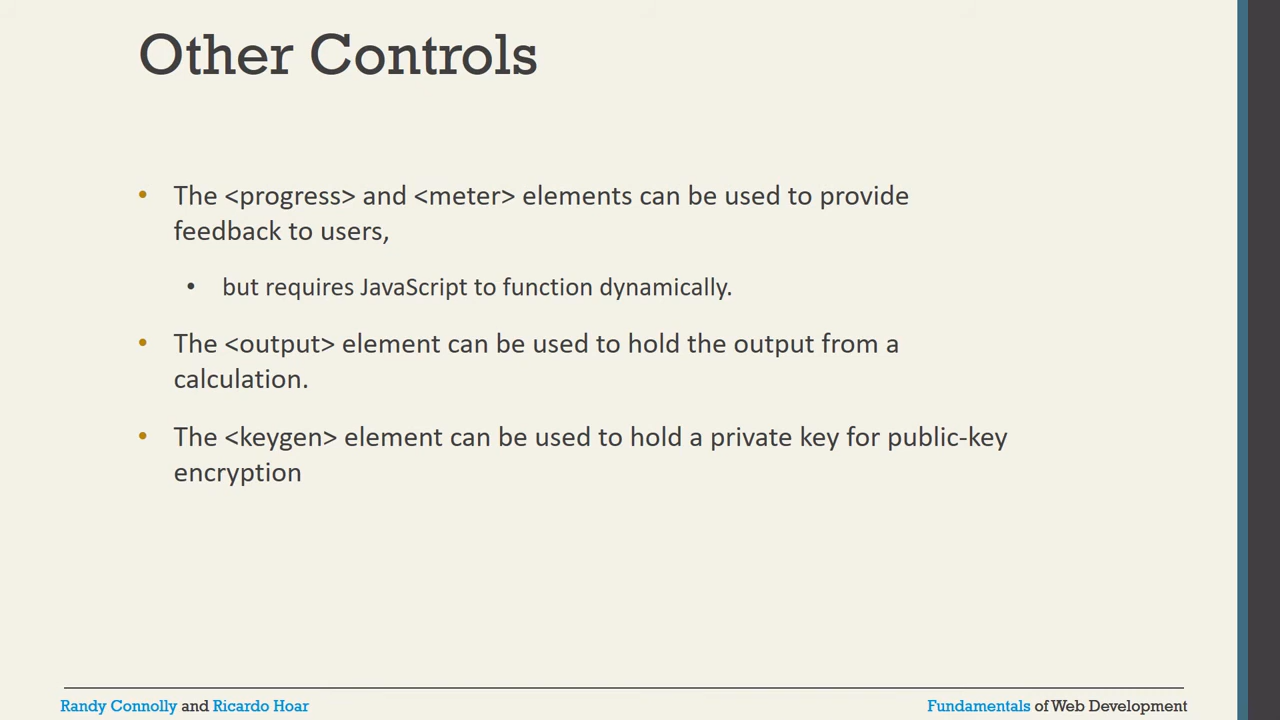 Other Controls
• The <progress> and <meter> elements can be used to provide
feedback to users,
• but requires JavaScript to function dynamically.
• The <output> element can be used to hold the output from a
calculation.
• The <keygen> element can be used to hold a private key for public-key
encryption
Randy Connolly and Ricardo Hoar
Fundamentals of Web Development